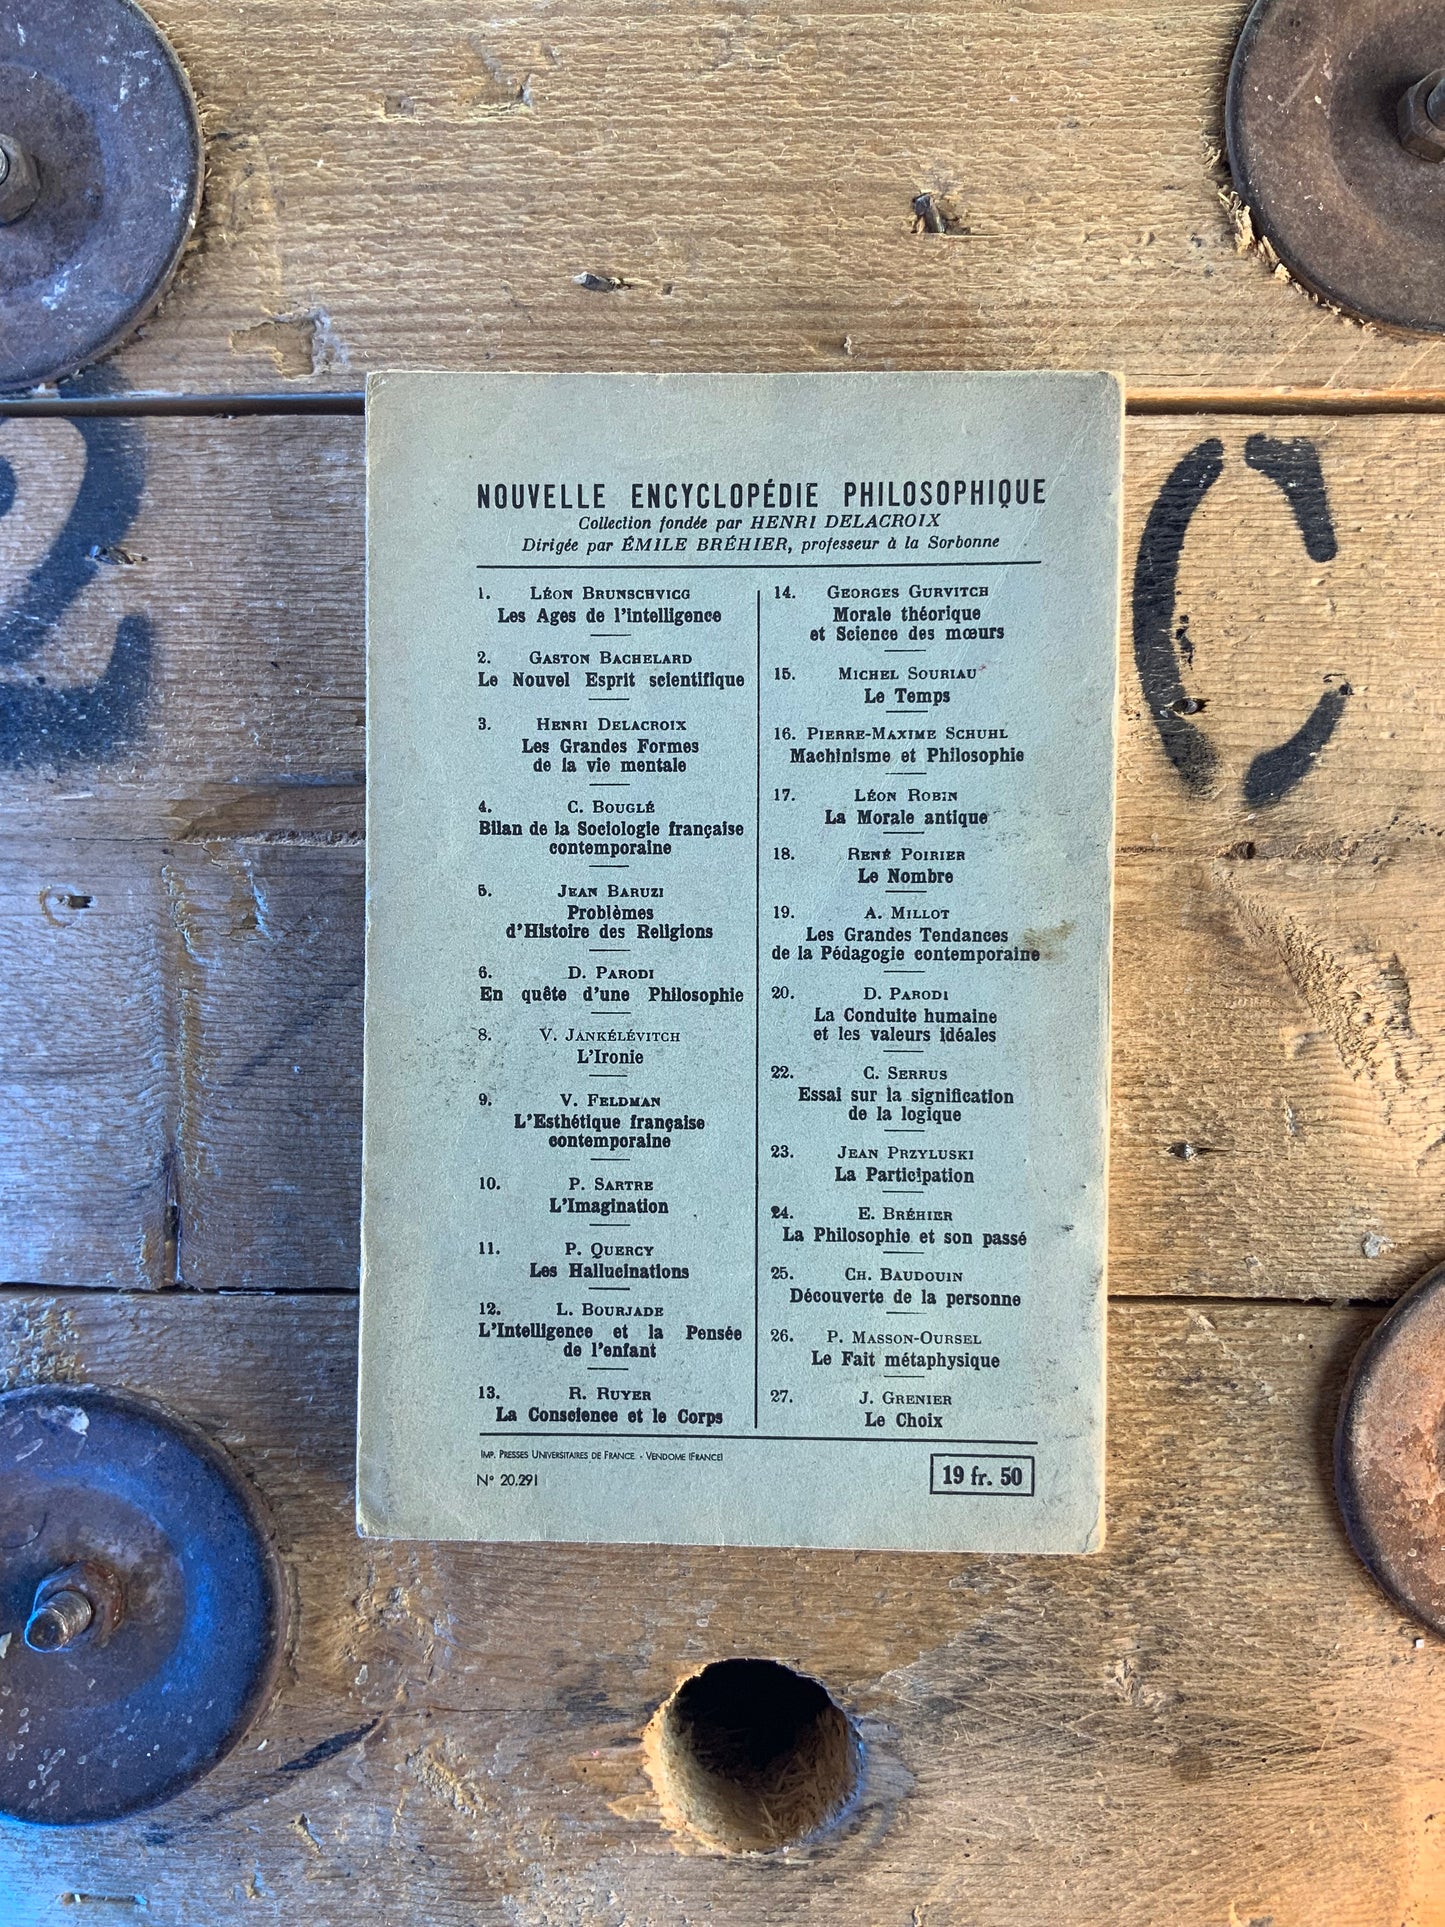 NOUVELLE ENCYCLOPÉDIE PHILOSOPHIQUE
Collection fondée par HENRI DELACROIX
Dirigée par ÉMILE BRÉHIER, professeur à la Sorbonne
1. LÉON BRUNSCHVICG
Les Ages de l'intelligence
2. GASTON BACHELARD
Le Nouvel Esprit scientifique
3. HENRI DELACROIX
Les Grandes Formes
de la vie mentale
4. C. BOUGLÉ
Bilan de la Sociologie française
contemporaine
5. JEAN BARUZI
Problèmes
d'Histoire des Religions
6. D. PARODI
En quête d'une Philosophie
8. V. JANKÉLÉVITCH
L'Ironie
9. V. FELDMAN
L'Esthétique française
contemporaine
10. P. SARTRE
L'Imagination
11. P. QUERCY
Les Hallucinations
12. L. BOURJADE
L'Intelligence et la Pensée
de l'enfant
13. R. RUYER
La Conscience et le Corps
14. GEORGES GURVITCH
Morale théorique
et Science des mœurs
15. MICHEL SOURIAU
Le Temps
16. PIERRE-MAXIME SCHUHL
Machinisme et Philosophie
17. LÉON ROBIN
La Morale antique
18. RENÉ POIRIER
Le Nombre
19. A. MILLOT
Les Grandes Tendances
de la Pédagogie contemporaine
20. D. PARODI
La Conduite humaine
et les valeurs idéales
22. C. SERRUS
Essai sur la signification
de la logique
23. JEAN PRZYLUSKI
La Participation
24. E. BRÉHIER
La Philosophie et son passé
25. CH. BAUDOUIN
Découverte de la personne
26. P. MASSON-OURSEL
Le Fait métaphysique
27. J. GRENIER
Le Choix
IMP. PRESSES UNIVERSITAIRES DE FRANCE. - VENDOME (FRANCE)
N° 20.291
19 fr. 50
2
C